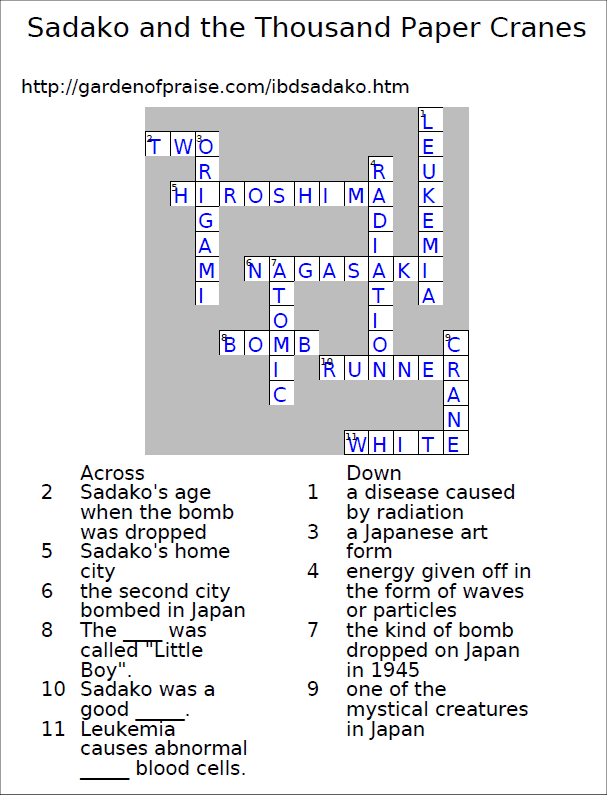 Sadako and the Thousand Paper Cranes
http://gardenofpraise.com/ibdsadako.htm
1 L
2 T W 3 O E
R 4 R U
5 H I R O S H I M A K
G D E
A I M
M 6 N 7 A G A S A K I
I T T A
O I
8 B O M B O 9 C
I 10 R U N N E R
C A
N
11 W H I T E
Across
2 Sadako's age
when the bomb
was dropped
5 Sadako's home
city
6 the second city
bombed in Japan
8 The ____ was
called "Little
Boy".
10 Sadako was a
good _____.
11 Leukemia
causes abnormal
_____ blood cells.
Down
1 a disease caused
by radiation
3 a Japanese art
form
4 energy given off in
the form of waves
or particles
7 the kind of bomb
dropped on Japan
in 1945
9 one of the
mystical creatures
in Japan